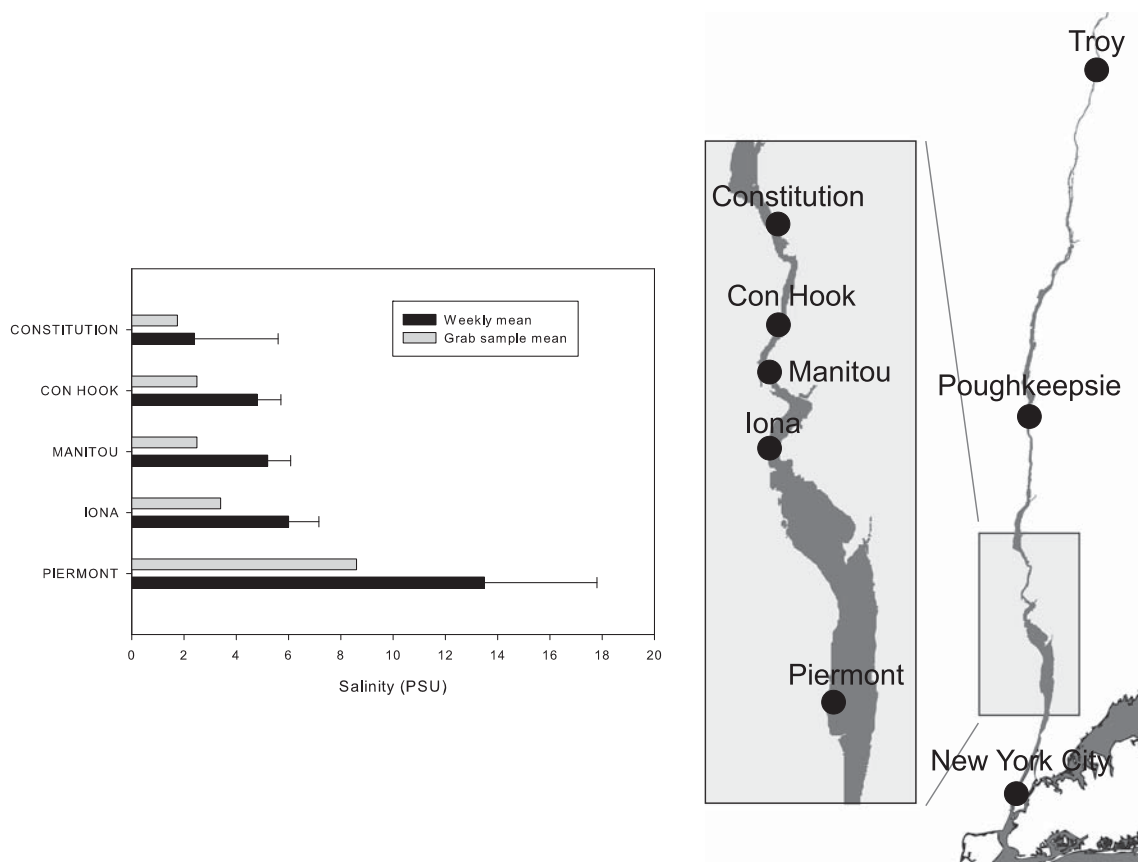 CONSTITUTION
CON HOOK
MANITOU
IONA
PIERMONT
Weekly mean
Grab sample mean
0 2 4 6 8 10 12 14 16 18 20
Salinity (PSU)
Constitution
Con Hook
Manitou
Iona
Piermont
Troy
Poughkeepsie
New York City